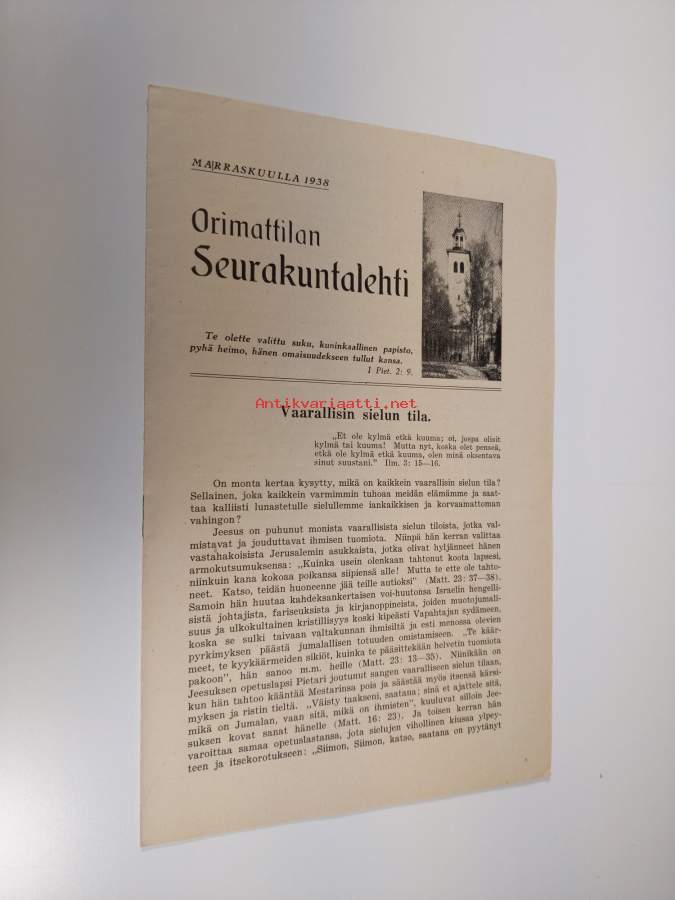 MARRASKUULLA 1938
Orimattilan
Seurakuntalehti
Te olette valittu suku, kuninkaallinen papisto,
pyhä heimo, hänen omaisuudekseen tullut kansa.
1 Piet. 2: 9.
Antikvariaatti.net
Vaarallisin sielun tila.
„Et ole kylmä etkä kuuma; oi, jospa olisit
kylmä tai kuuma! Mutta nyt, koska olet penseä,
etkä ole kylmä etkä kuuma, olen minä oksentava
sinut suustani.” Ilm. 3: 15—16.
On monta kertaa kysytty, mikä on kaikkein vaarallisin sielun tila?
Sellainen, joka kaikkein varmimmin tuhoaa meidän elämämme ja saat-
taa kalliisti lunastetulle sielullemme iankaikkisen ja korvaamattoman
vahingon?
Jeesus on puhunut monista vaarallisista sielun tiloista, jotka val-
mistavat ja jouduttavat ihmisen tuomiota. Niinpä hän kerran valittaa
vastahakoisista Jerusalemin asukkaista, jotka olivat hyljänneet hänen
armokutsumuksensa: „Kuinka usein olenkaan tahtonut koota lapsesi,
niinkuin kana kokoaa poikansa siipiensä alle! Mutta te ette ole tahto-
neet. Katso, teidän huoneenne jää teille autioksi” (Matt. 23: 37—38).
Samoin hän huutaa kahdeksankertaisen voi-huutonsa Israelin hengelli-
sistä johtajista, fariseuksista ja kirjanoppineista, joiden muotojumali-
suus ja ulkokultainen kristillisyys koski kipeästi Vapahtajan sydämeen,
koska se sulki taivaan valtakunnan ihmisiltä ja esti menossa olevien
pyrkimyksen päästä jumalallisen totuuden omistamiseen. „Te käär-
meet, te kyykäärmeiden sikiöt, kuinka te pääsittekään helvetin tuomiota
pakoon”, hän sanoo m.m. heille (Matt. 23: 13—35). Niinikään on
Jeesuksen opetuslapsi Pietari joutunut sangen vaaralliseen sielun tilaan,
kun hän tahtoo kääntää Mestarinsa pois ja säästää myös itsensä kärsi-
myksen ja ristin tieltä. „Väisty taakseni, saatana; sinä et ajattele sitä,
mikä on Jumalan, vaan sitä, mikä on ihmisten”, kuuluvat silloin Jee-
suksen kovat sanat hänelle (Matt. 16: 23). Ja toisen kerran hän
varoittaa samaa opetuslastansa, jota sielujen vihollinen kiusaa ylpey-
teen ja itsekorotukseen: „Siimon, Siimon, katso, saatana on pyytänyt